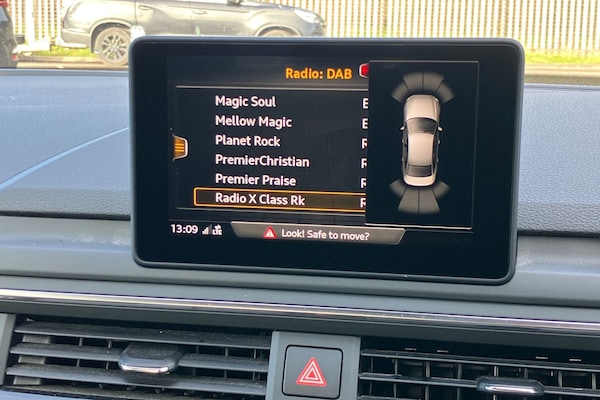 Radio: DAB
Magic Soul E
Mellow Magic E
Planet Rock R
PremierChristian R
Premier Praise R
Radio X Class Rk R
13:09 LTE
Look! Safe to move?